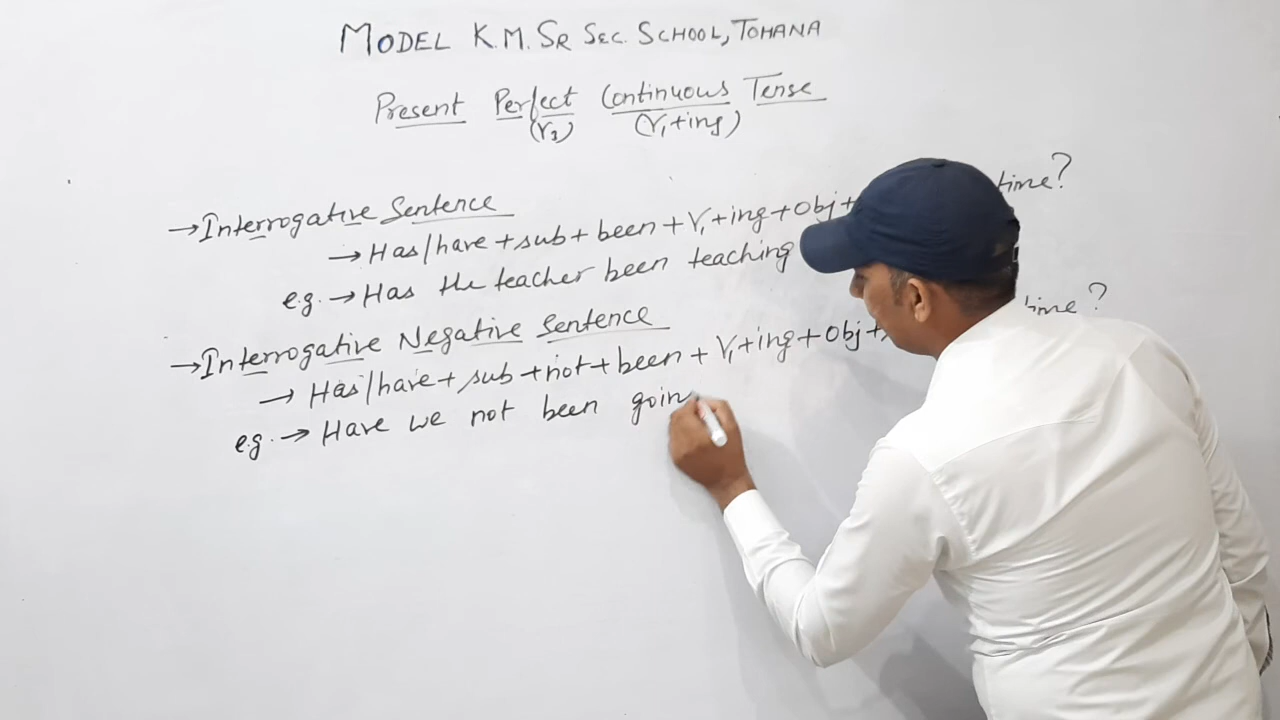 MODEL K.M. SR SEC. SCHOOL, TOHANA
Present Perfect Continuous Tense
(V₃) (V₁+ing)
→ Interrogative Sentence
→ Has/have + sub + been + V₁ + ing + Obj + time?
e.g. → Has the teacher been teaching
→ Interrogative Negative Sentence
→ Has/have + sub + not + been + V₁ + ing + Obj + time?
e.g. → Have we not been goin